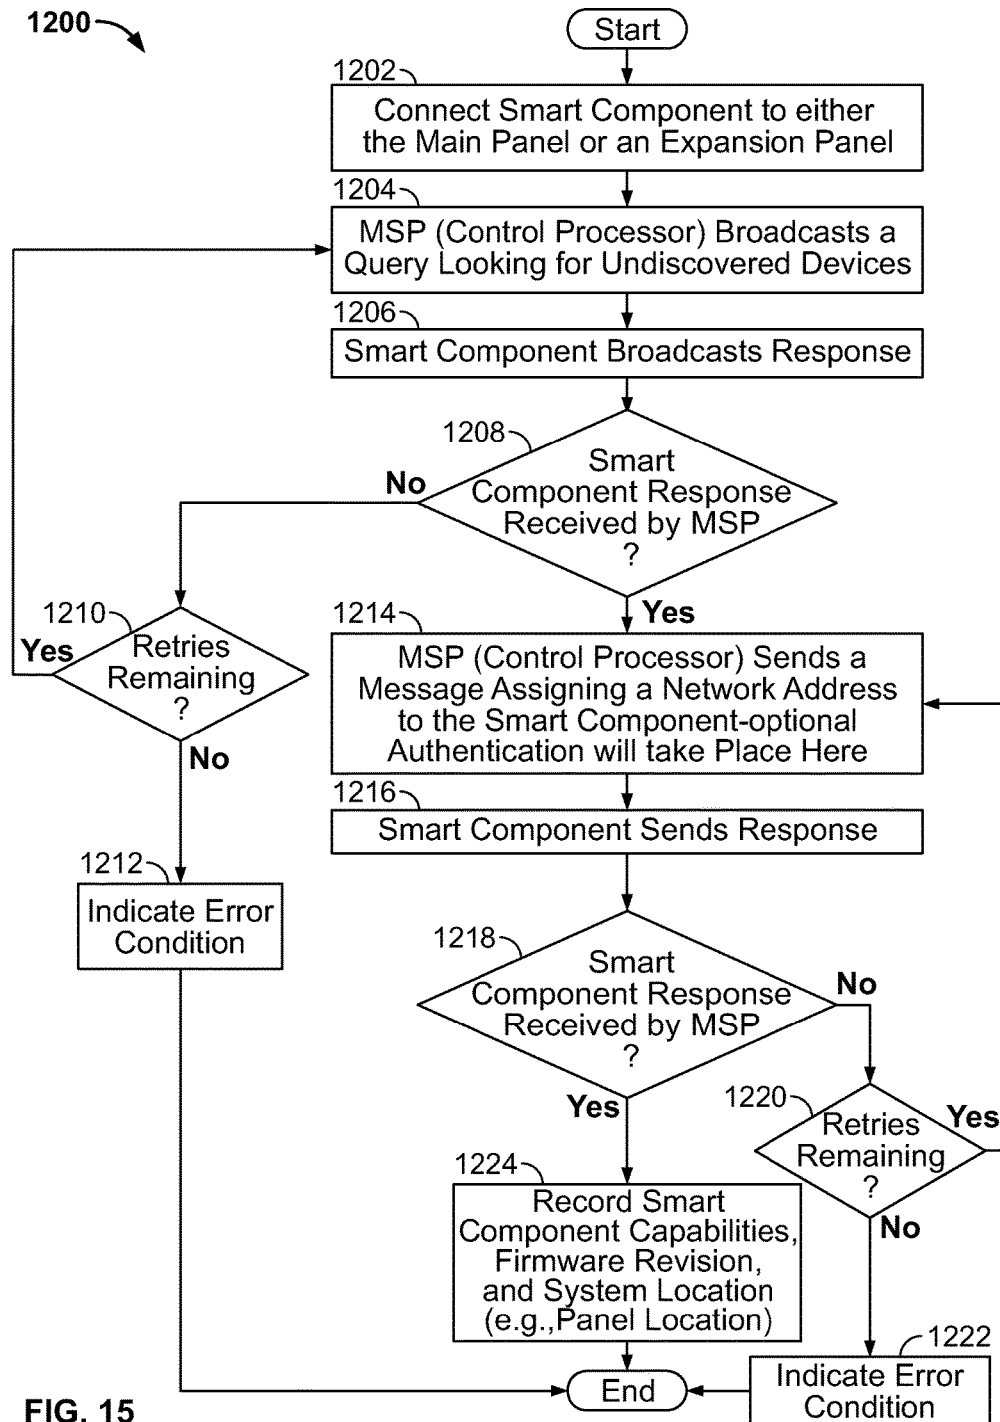 1200
Start
1202
Connect Smart Component to either
the Main Panel or an Expansion Panel
1204
MSP (Control Processor) Broadcasts a
Query Looking for Undiscovered Devices
1206
Smart Component Broadcasts Response
1208
Smart
Component Response
Received by MSP
?
No
Yes
1210
Retries
Remaining
?
Yes
No
1212
Indicate Error
Condition
1214
MSP (Control Processor) Sends a
Message Assigning a Network Address
to the Smart Component-optional
Authentication will take Place Here
1216
Smart Component Sends Response
1218
Smart
Component Response
Received by MSP
?
No
Yes
1220
Retries
Remaining
?
Yes
No
1224
Record Smart
Component Capabilities,
Firmware Revision,
and System Location
(e.g.,Panel Location)
1222
Indicate Error
Condition
End
FIG. 15